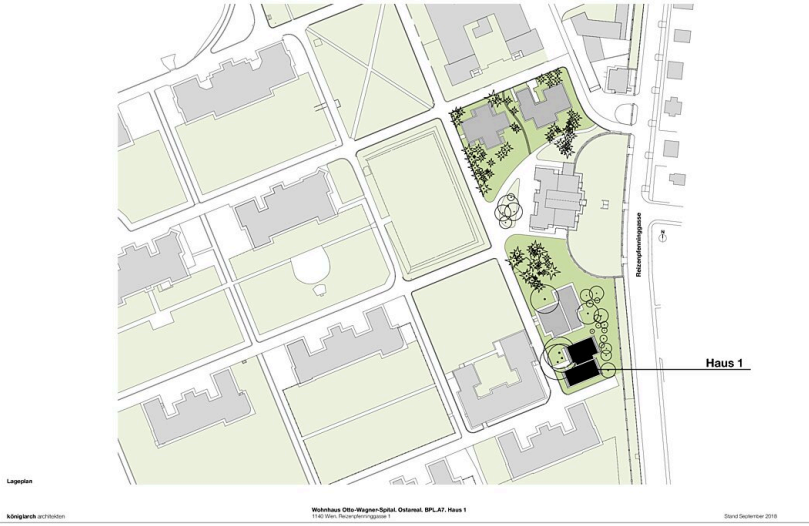 Reizenpfenninggasse
N
Haus 1
Lageplan
königlarch architekten
Wohnhaus Otto-Wagner-Spital. Ostareal. BPL.A7. Haus 1
1140 Wien, Reizenpfenninggasse 1
Stand September 2018